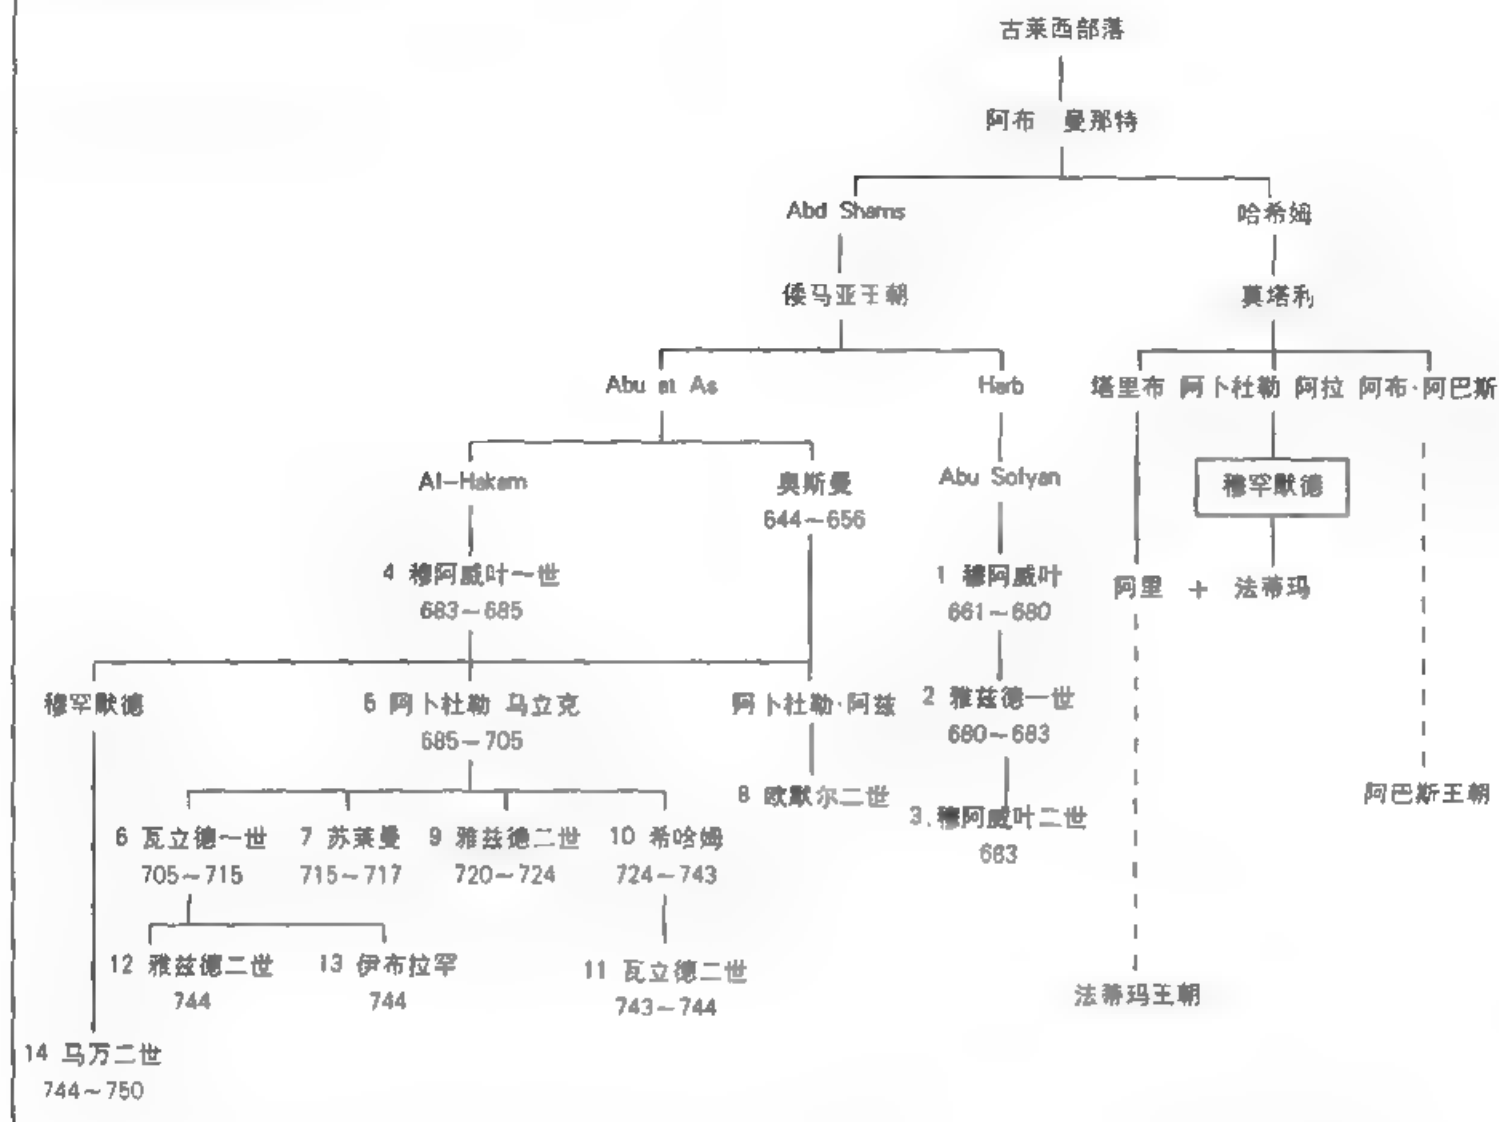 古莱西部落
阿布 曼那特
Abd Shams
哈希姆
倭马亚王朝
莫塔利
Abu at As
Harb
塔里布
阿卜杜勒 阿拉
阿布·阿巴斯
Al-Hakam
奥斯曼
644～656
Abu Sofyan
穆罕默德
4 穆阿威叶一世
683～685
1 穆阿威叶
661～680
阿里 + 法蒂玛
穆罕默德
5 阿卜杜勒 马立克
685～705
阿卜杜勒·阿兹
2 雅兹德一世
680～683
8 欧默尔二世
3.穆阿威叶二世
683
阿巴斯王朝
6 瓦立德一世
705～715
7 苏莱曼
715～717
9 雅兹德二世
720～724
10 希哈姆
724～743
12 雅兹德二世
744
13 伊布拉罕
744
11 瓦立德二世
743～744
法蒂玛王朝
14 马万二世
744～750